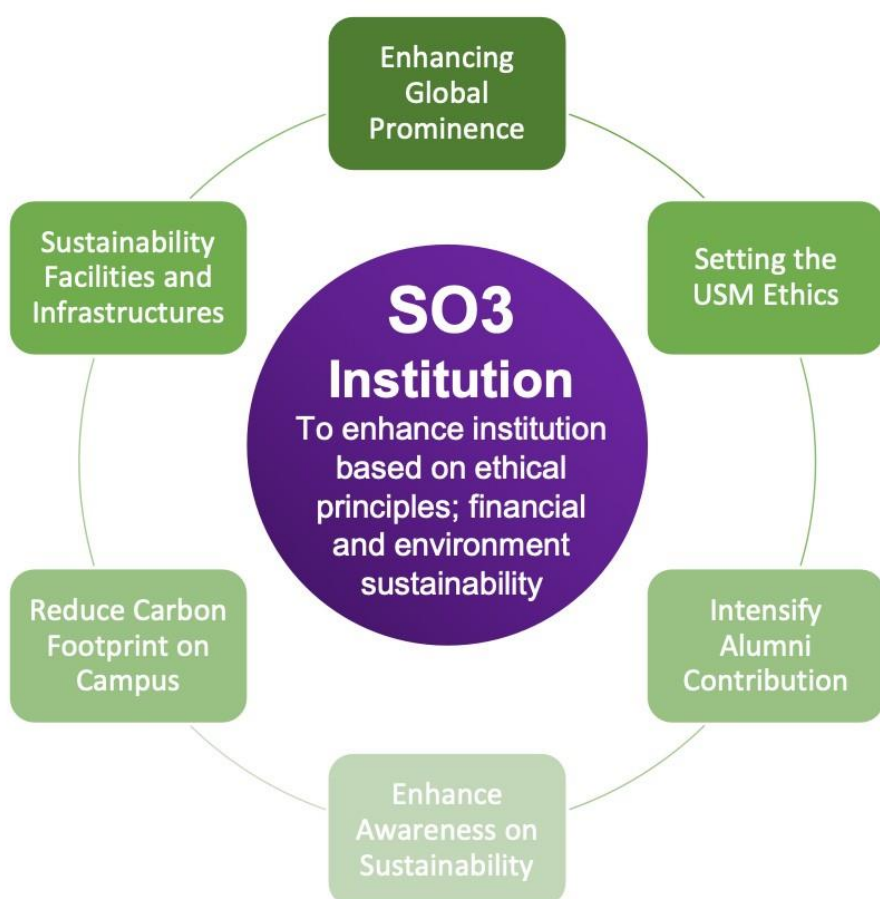 Enhancing
Global
Prominence
Setting the
USM Ethics
Intensify
Alumni
Contribution
Enhance
Awareness on
Sustainability
Reduce Carbon
Footprint on
Campus
Sustainability
Facilities and
Infrastructures
SO3
Institution
To enhance institution
based on ethical
principles; financial
and environment
sustainability